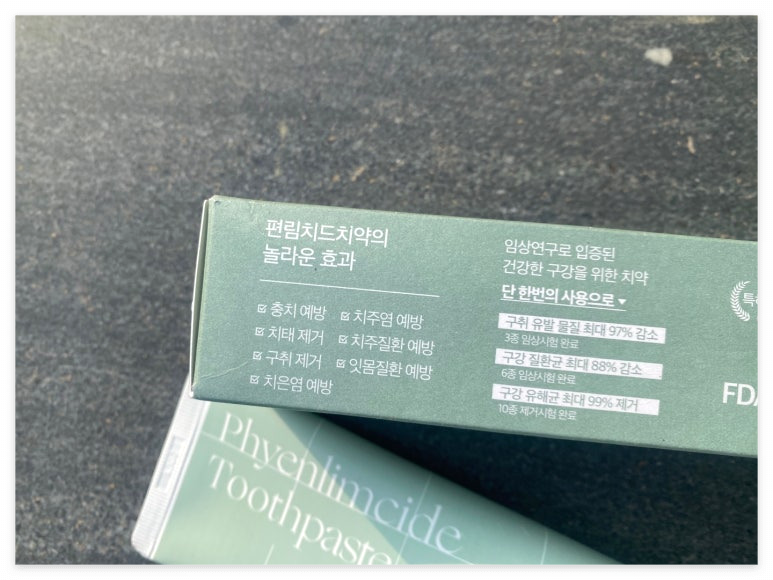 편림치드치약의
놀라운 효과
충치 예방
치주염 예방
치태 제거
치주질환 예방
구취 제거
잇몸질환 예방
치은염 예방
임상연구로 입증된
건강한 구강을 위한 치약
단 한번의 사용으로
구취 유발 물질 최대 97% 감소
3종 임상시험 완료
구강 질환균 최대 88% 감소
6종 임상시험 완료
구강 유해균 최대 99% 제거
10종 제거시험 완료
Phyenlimcide
Toothpaste